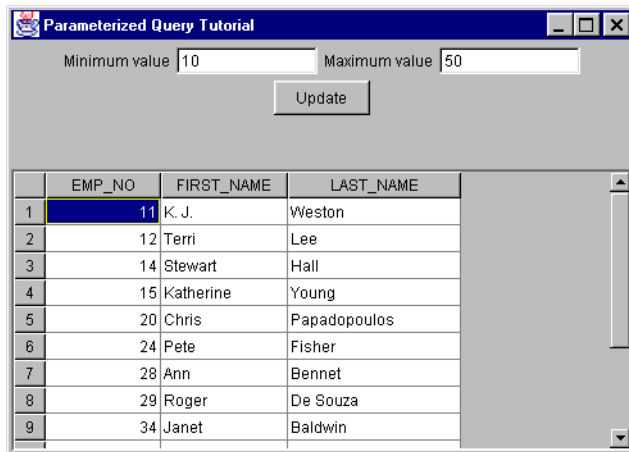 Parameterized Query Tutorial
Minimum value 10 Maximum value 50
Update
EMP_NO FIRST_NAME LAST_NAME
1 11 K. J. Weston
2 12 Terri Lee
3 14 Stewart Hall
4 15 Katherine Young
5 20 Chris Papadopoulos
6 24 Pete Fisher
7 28 Ann Bennet
8 29 Roger De Souza
9 34 Janet Baldwin